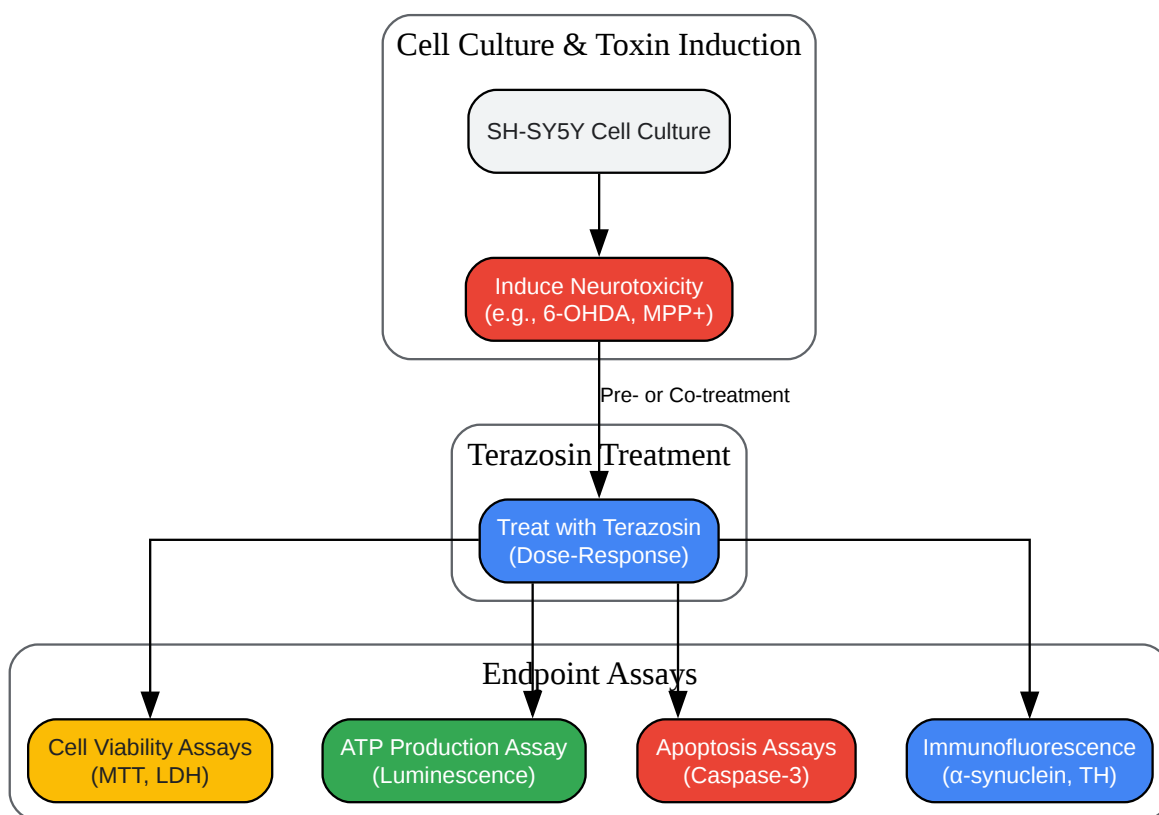 Cell Culture & Toxin Induction
SH-SY5Y Cell Culture
Induce Neurotoxicity
(e.g., 6-OHDA, MPP+)
Pre- or Co-treatment
Terazosin Treatment
Treat with Terazosin
(Dose-Response)
Endpoint Assays
Cell Viability Assays
(MTT, LDH)
ATP Production Assay
(Luminescence)
Apoptosis Assays
(Caspase-3)
Immunofluorescence
(α-synuclein, TH)